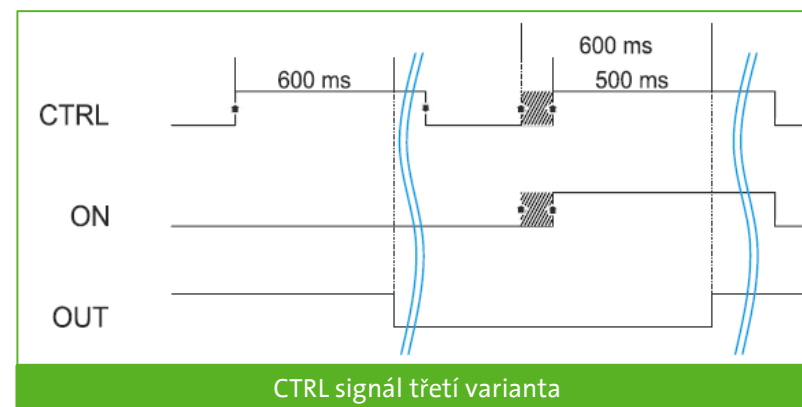 600 ms
600 ms
500 ms
CTRL
ON
OUT
CTRL signál třetí varianta